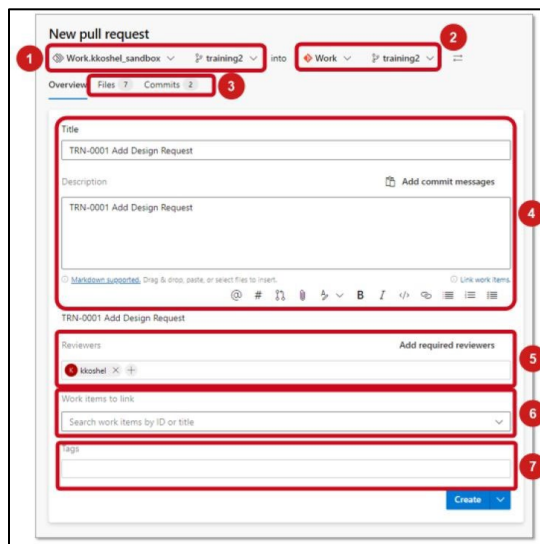 New pull request
1 Work.kkoshel_sandbox training2 into Work training2 2
Overview Files 7 Commits 2 3
Title
TRN-0001 Add Design Request
Description Add commit messages
TRN-0001 Add Design Request
4
Markdown supported. Drag & drop, paste, or select files to insert. Link work items.
@ # B I </>
TRN-0001 Add Design Request
Reviewers Add required reviewers
5
K kkoshel
Work items to link
6
Search work items by ID or title
Tags
7
Create